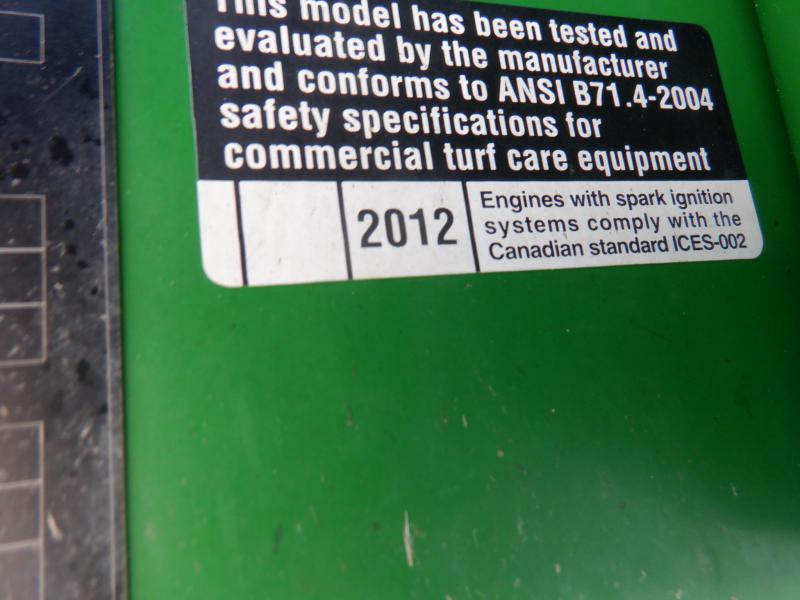 This model has been tested and
evaluated by the manufacturer
and conforms to ANSI B71.4-2004
safety specifications for
commercial turf care equipment
2012
Engines with spark ignition
systems comply with the
Canadian standard ICES-002